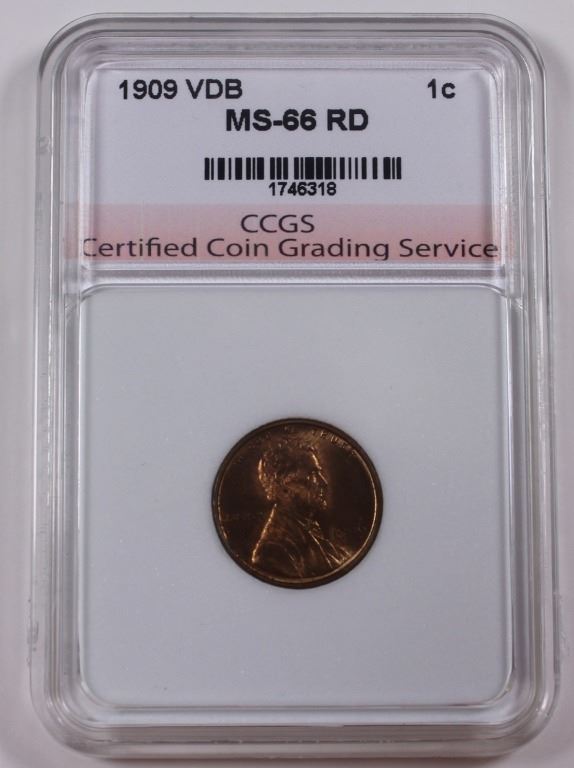 1909 VDB 1c
MS-66 RD
1746318
CCGS
Certified Coin Grading Service